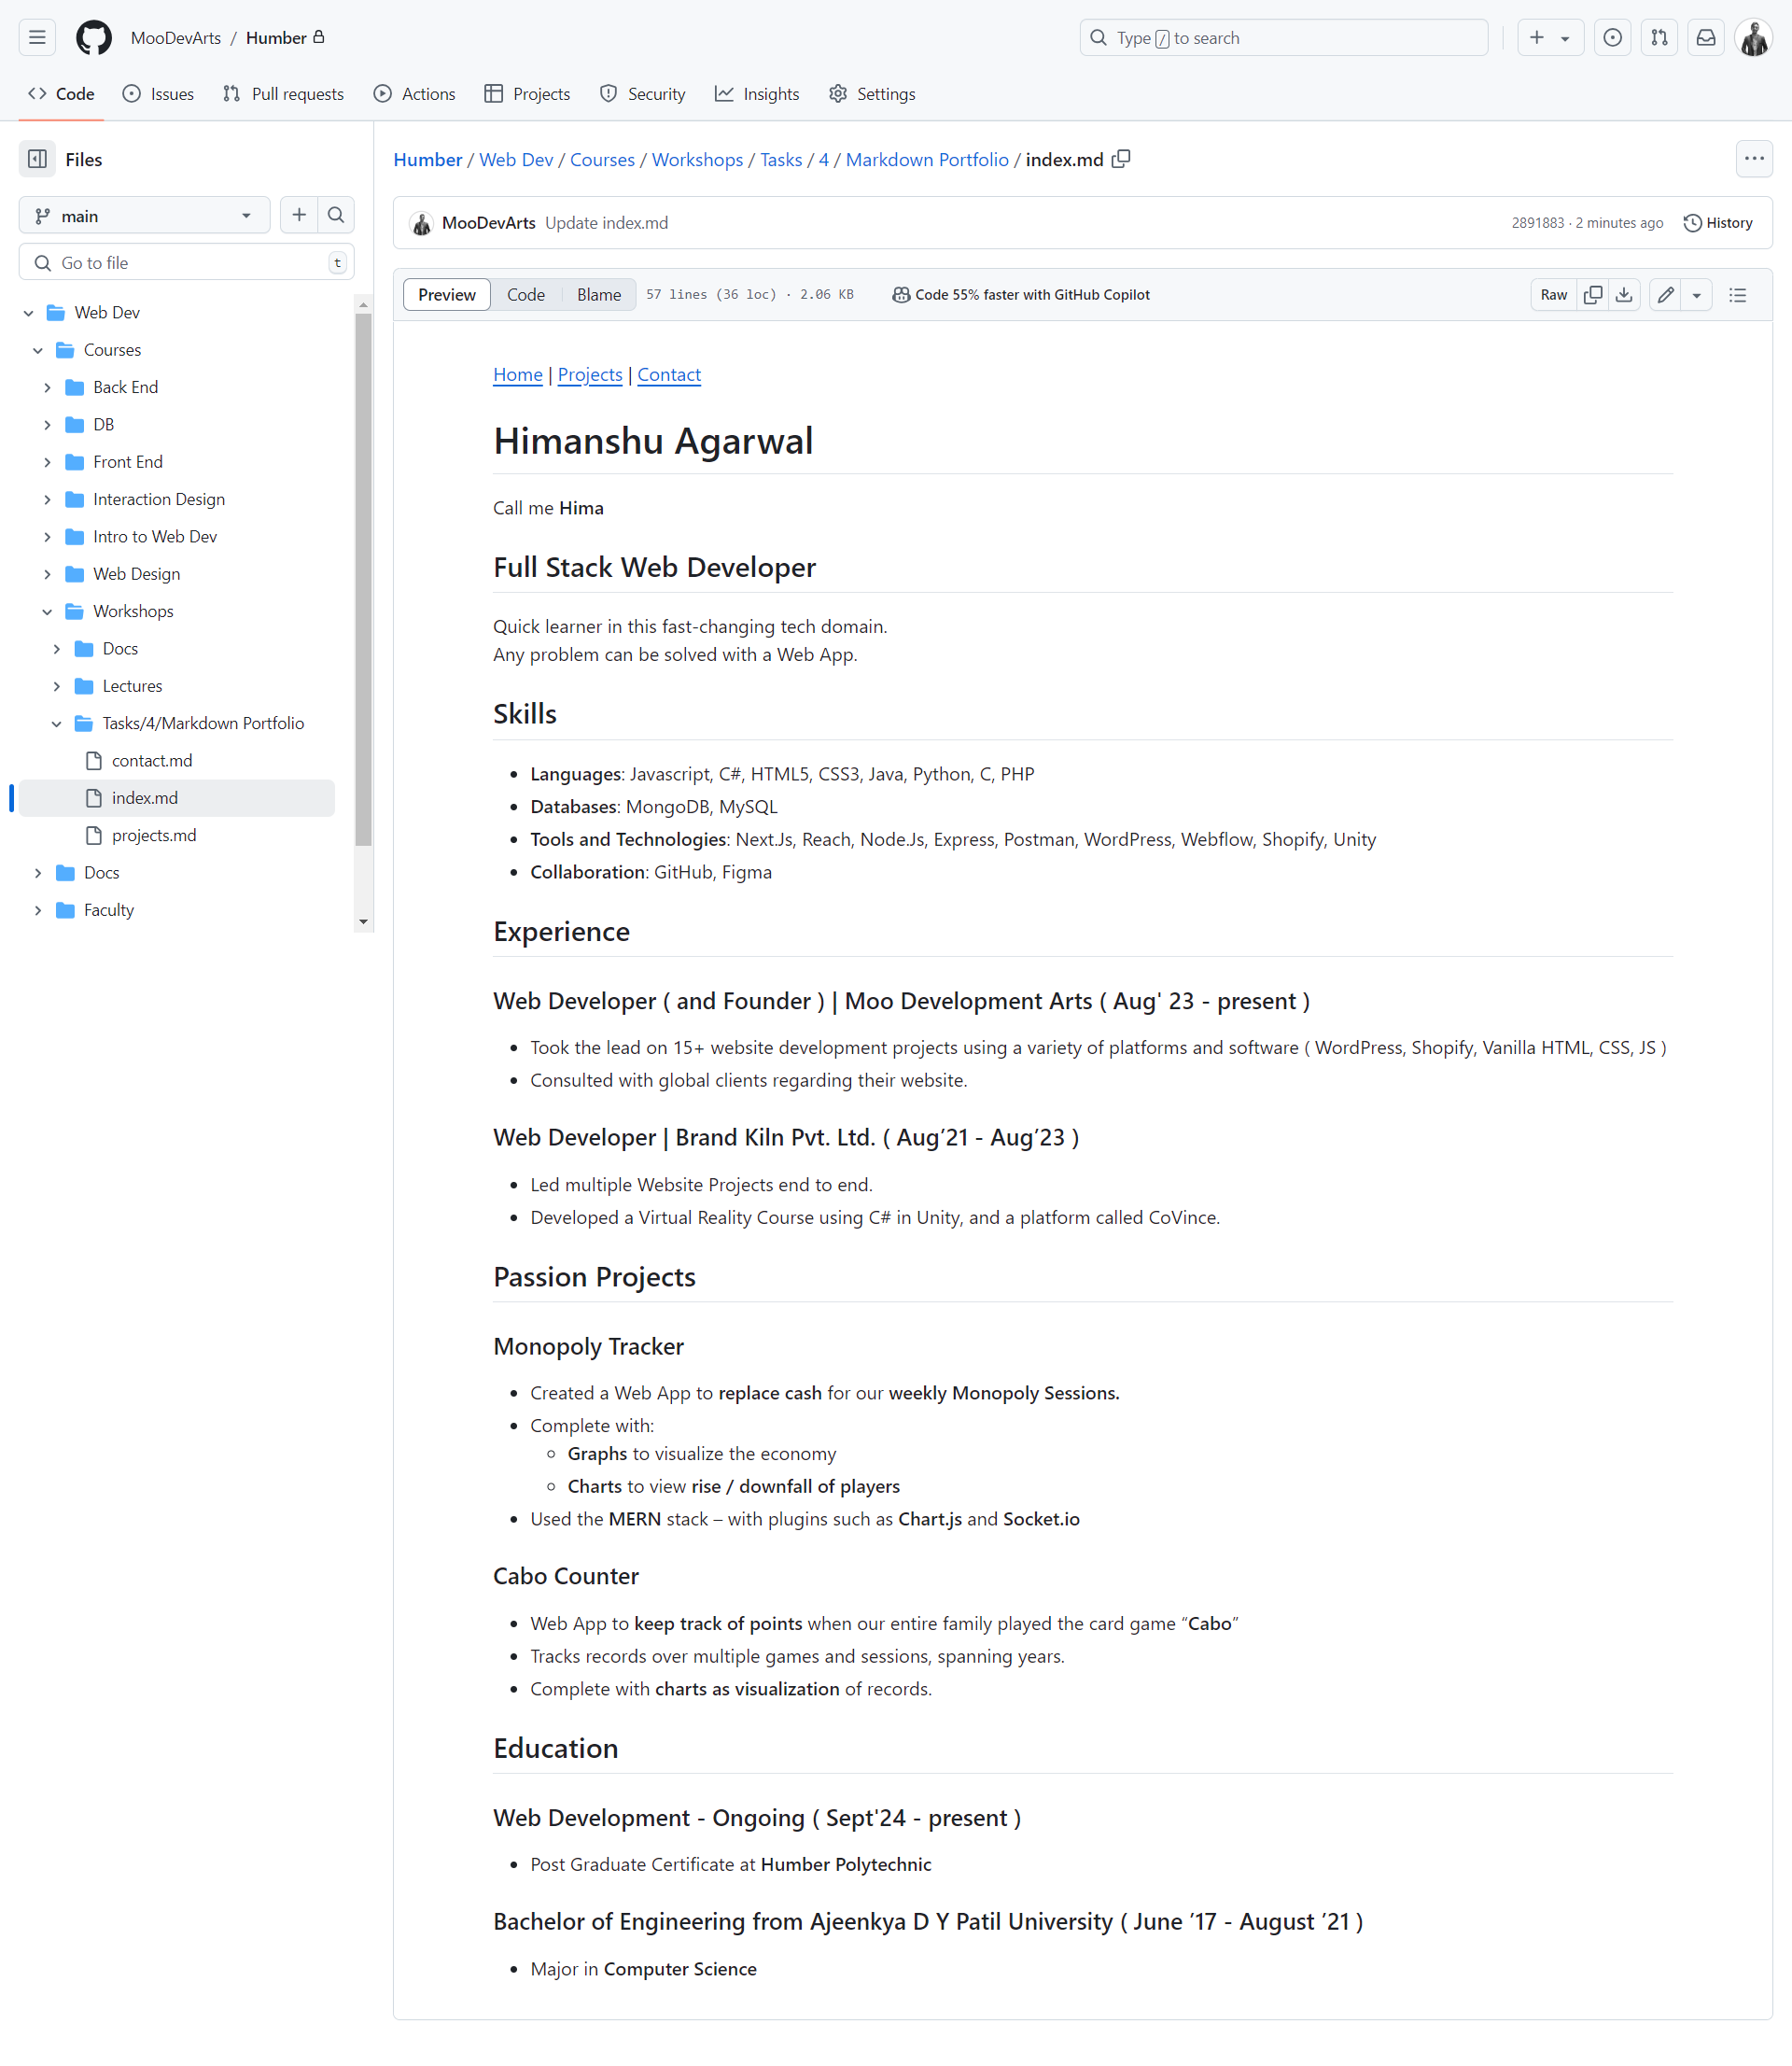 MooDevArts / Humber
Type / to search
Code
Issues
Pull requests
Actions
Projects
Security
Insights
Settings
Files
main
Go to file
t
Web Dev
Courses
Back End
DB
Front End
Interaction Design
Intro to Web Dev
Web Design
Workshops
Docs
Lectures
Tasks/4/Markdown Portfolio
contact.md
index.md
projects.md
Docs
Faculty
Humber / Web Dev / Courses / Workshops / Tasks / 4 / Markdown Portfolio / index.md
MooDevArts Update index.md
2891883 · 2 minutes ago
History
Preview
Code
Blame
57 lines (36 loc) · 2.06 KB
Code 55% faster with GitHub Copilot
Raw
Home | Projects | Contact
Himanshu Agarwal
Call me Hima
Full Stack Web Developer
Quick learner in this fast-changing tech domain.
Any problem can be solved with a Web App.
Skills
• Languages: Javascript, C#, HTML5, CSS3, Java, Python, C, PHP
• Databases: MongoDB, MySQL
• Tools and Technologies: Next.Js, Reach, Node.Js, Express, Postman, WordPress, Webflow, Shopify, Unity
• Collaboration: GitHub, Figma
Experience
Web Developer ( and Founder ) | Moo Development Arts ( Aug' 23 - present )
• Took the lead on 15+ website development projects using a variety of platforms and software ( WordPress, Shopify, Vanilla HTML, CSS, JS )
• Consulted with global clients regarding their website.
Web Developer | Brand Kiln Pvt. Ltd. ( Aug’21 - Aug’23 )
• Led multiple Website Projects end to end.
• Developed a Virtual Reality Course using C# in Unity, and a platform called CoVince.
Passion Projects
Monopoly Tracker
• Created a Web App to replace cash for our weekly Monopoly Sessions.
• Complete with:
◦ Graphs to visualize the economy
◦ Charts to view rise / downfall of players
• Used the MERN stack – with plugins such as Chart.js and Socket.io
Cabo Counter
• Web App to keep track of points when our entire family played the card game “Cabo”
• Tracks records over multiple games and sessions, spanning years.
• Complete with charts as visualization of records.
Education
Web Development - Ongoing ( Sept'24 - present )
• Post Graduate Certificate at Humber Polytechnic
Bachelor of Engineering from Ajeenkya D Y Patil University ( June ’17 - August ’21 )
• Major in Computer Science